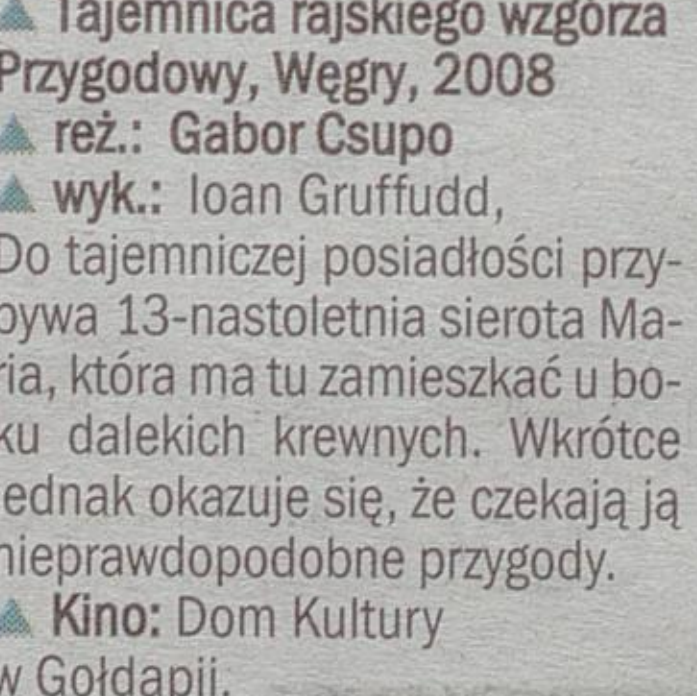 Tajemnica rajskiego wzgórza
Przygodowy, Węgry, 2008
reż.: Gabor Csupo
wyk.: Ioan Gruffudd,
Do tajemniczej posiadłości przy-
bywa 13-nastoletnia sierota Ma-
ria, która ma tu zamieszkać u bo-
ku dalekich krewnych. Wkrótce
jednak okazuje się, że czekają ją
nieprawdopodobne przygody.
Kino: Dom Kultury
w Gołdapii.